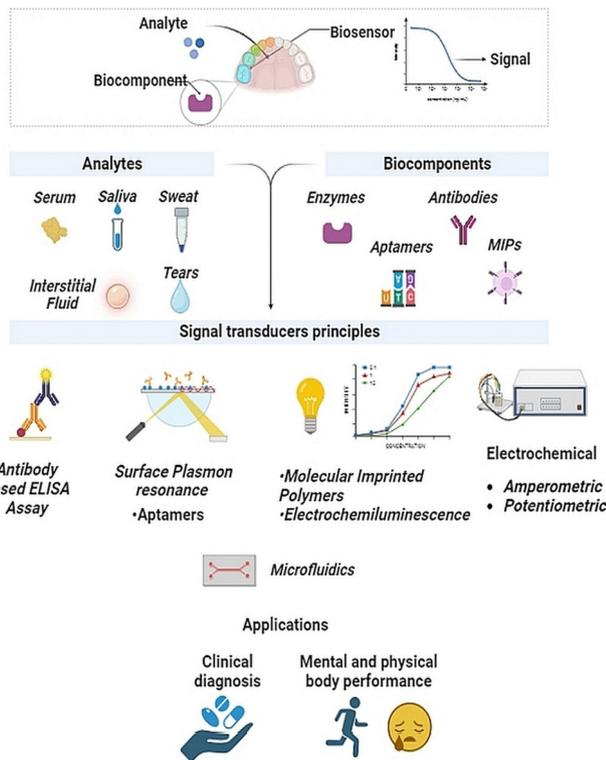 Analyte
Biosensor
Biocomponent
Signal
Analytes
Biocomponents
Serum
Saliva
Sweat
Enzymes
Antibodies
Aptamers
MIPs
Interstitial
Fluid
Tears
Signal transducers principles
Antibody
sed ELISA
Assay
Surface Plasmon
resonance
•Aptamers
CONCENTRATION
•Molecular Imprinted
Polymers
•Electrochemiluminescence
Electrochemical
• Amperometric
• Potentiometric
Microfluidics
Applications
Clinical
diagnosis
Mental and physical
body performance